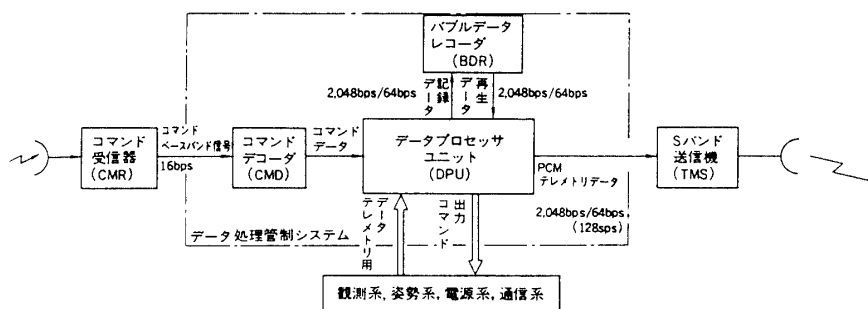 バブルデータ
レコーダ
(BDR)
2,048bps/64bps
記録
データ
再生
データ
2,048bps/64bps
コマンド
受信器
(CMR)
コマンド
ベースバンド信号
16bps
コマンド
デコーダ
(CMD)
コマンド
データ
データプロセッサ
ユニット
(DPU)
PCM
テレメトリデータ
2,048bps/64bps
(128sps)
Sバンド
送信機
(TMS)
データ処理管制システム
テレメトリ用
データ
出力
コマンド
観測系,姿勢系,電源系,通信系